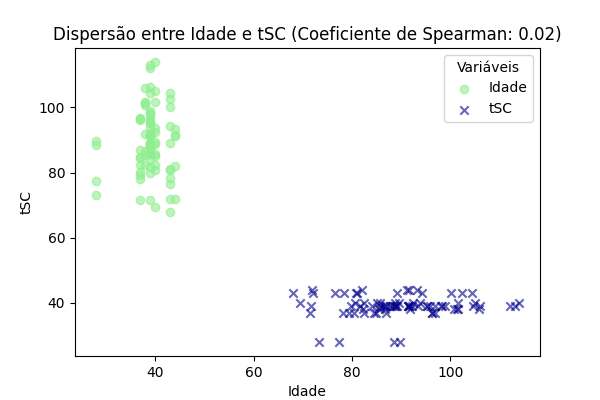 Dispersão entre Idade e tSC (Coeficiente de Spearman: 0.02)
Variáveis
Idade
tSC
100
80
60
40
tSC
40
60
80
100
Idade